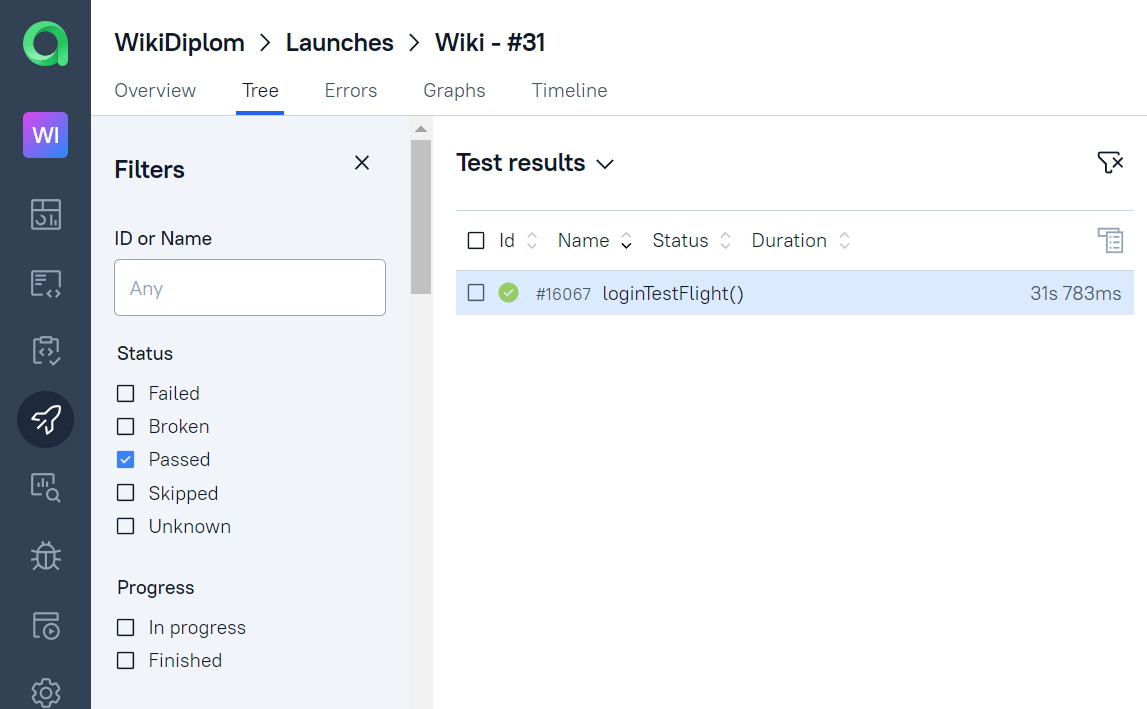 WikiDiplom > Launches > Wiki - #31
Overview Tree Errors Graphs Timeline
WI
Filters
ID or Name
Any
Status
Failed
Broken
Passed
Skipped
Unknown
Progress
In progress
Finished
Test results
Id Name Status Duration
#16067 loginTestFlight() 31s 783ms